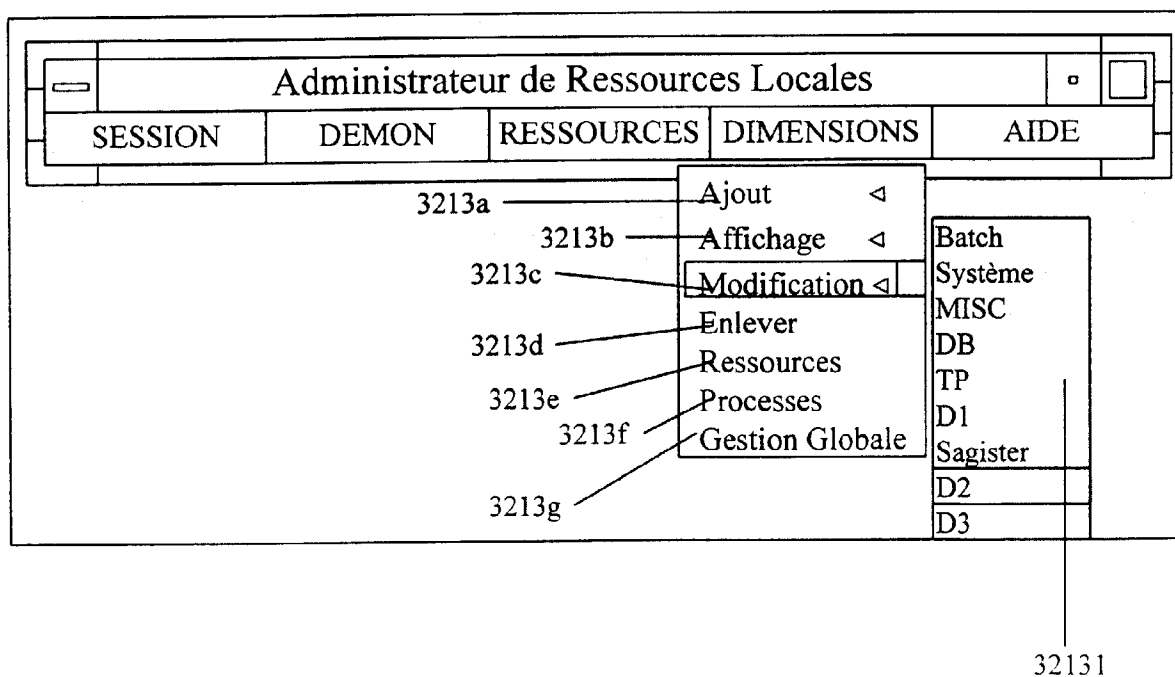 Administrateur de Ressources Locales
SESSION DEMON RESSOURCES DIMENSIONS AIDE
3213a Ajout
3213b Affichage Batch
3213c Modification Système
MISC
3213d Enlever DB
3213e Ressources TP
3213f Processes D1
3213g Gestion Globale Sagister
D2
D3
32131